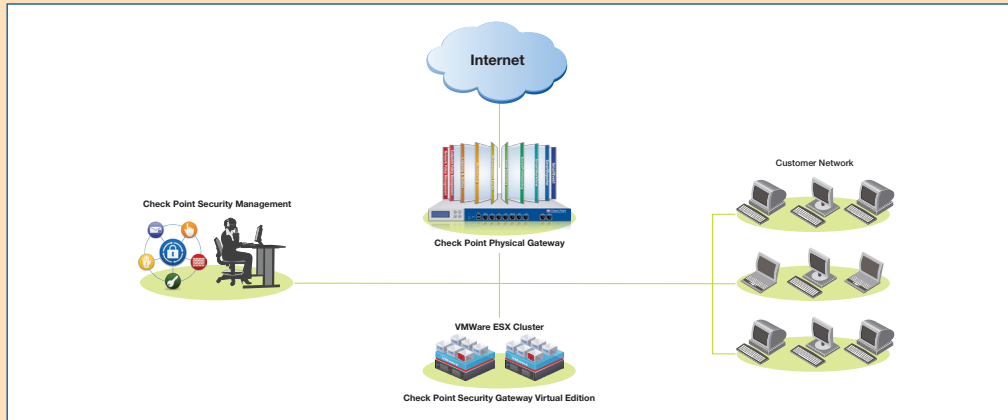 Internet
Customer Network
Check Point Security Management
Check Point Physical Gateway
VMWare ESX Cluster
Check Point Security Gateway Virtual Edition